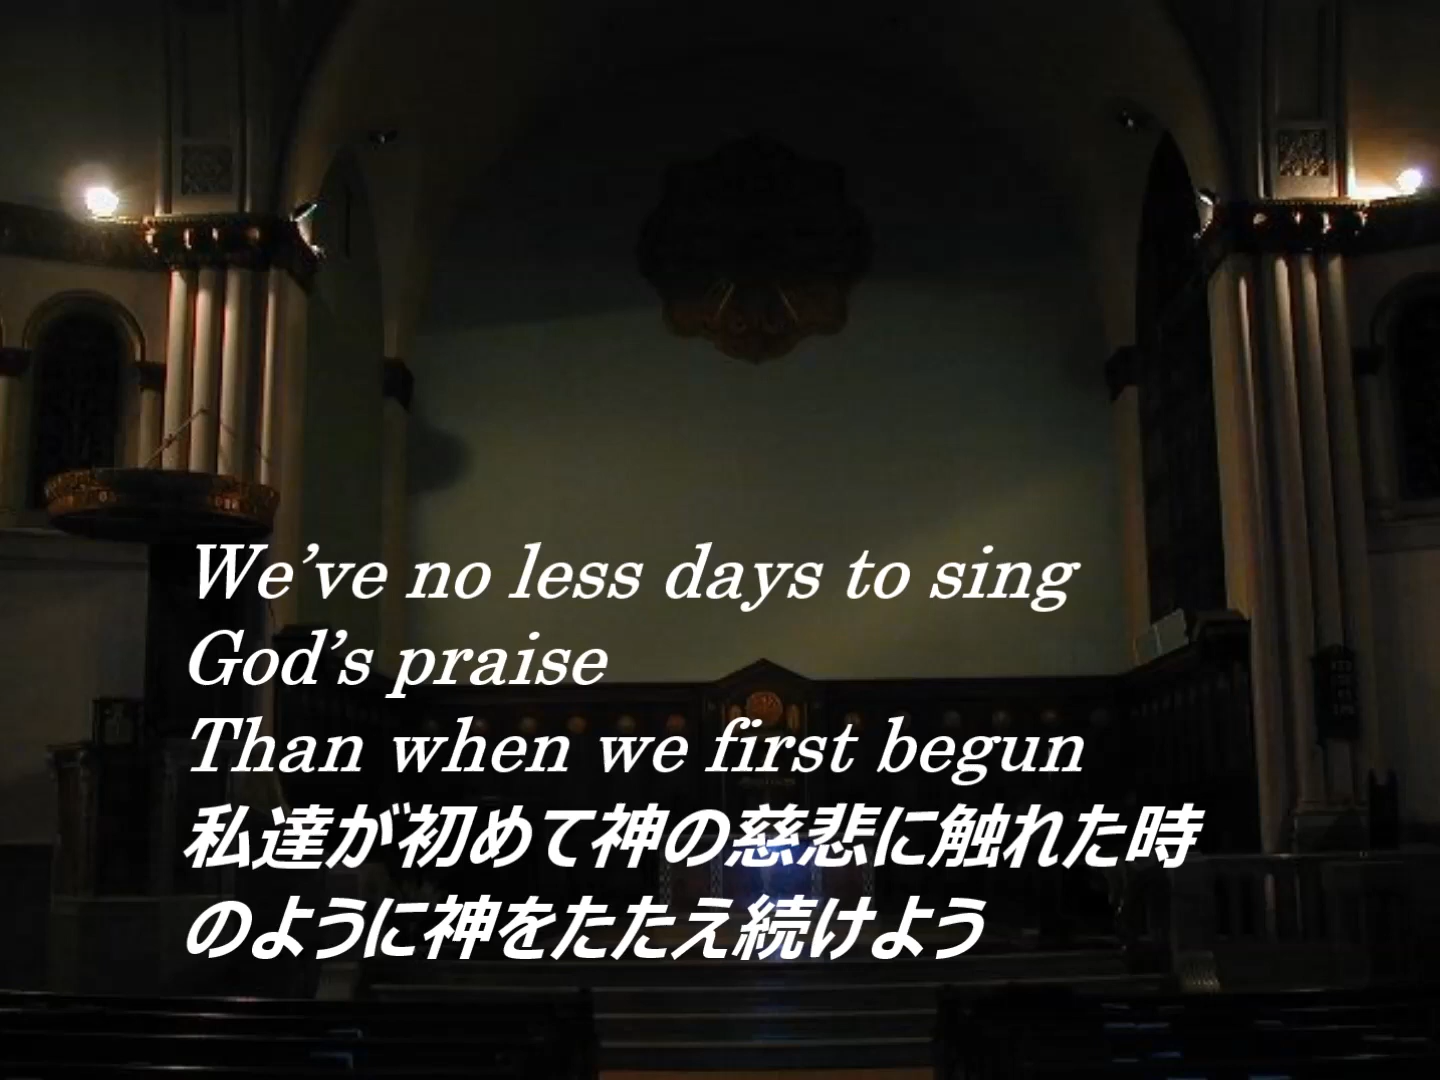 We’ve no less days to sing
God’s praise
Than when we first begun
私達が初めて神の慈悲に触れた時
のように神をたたえ続けよう